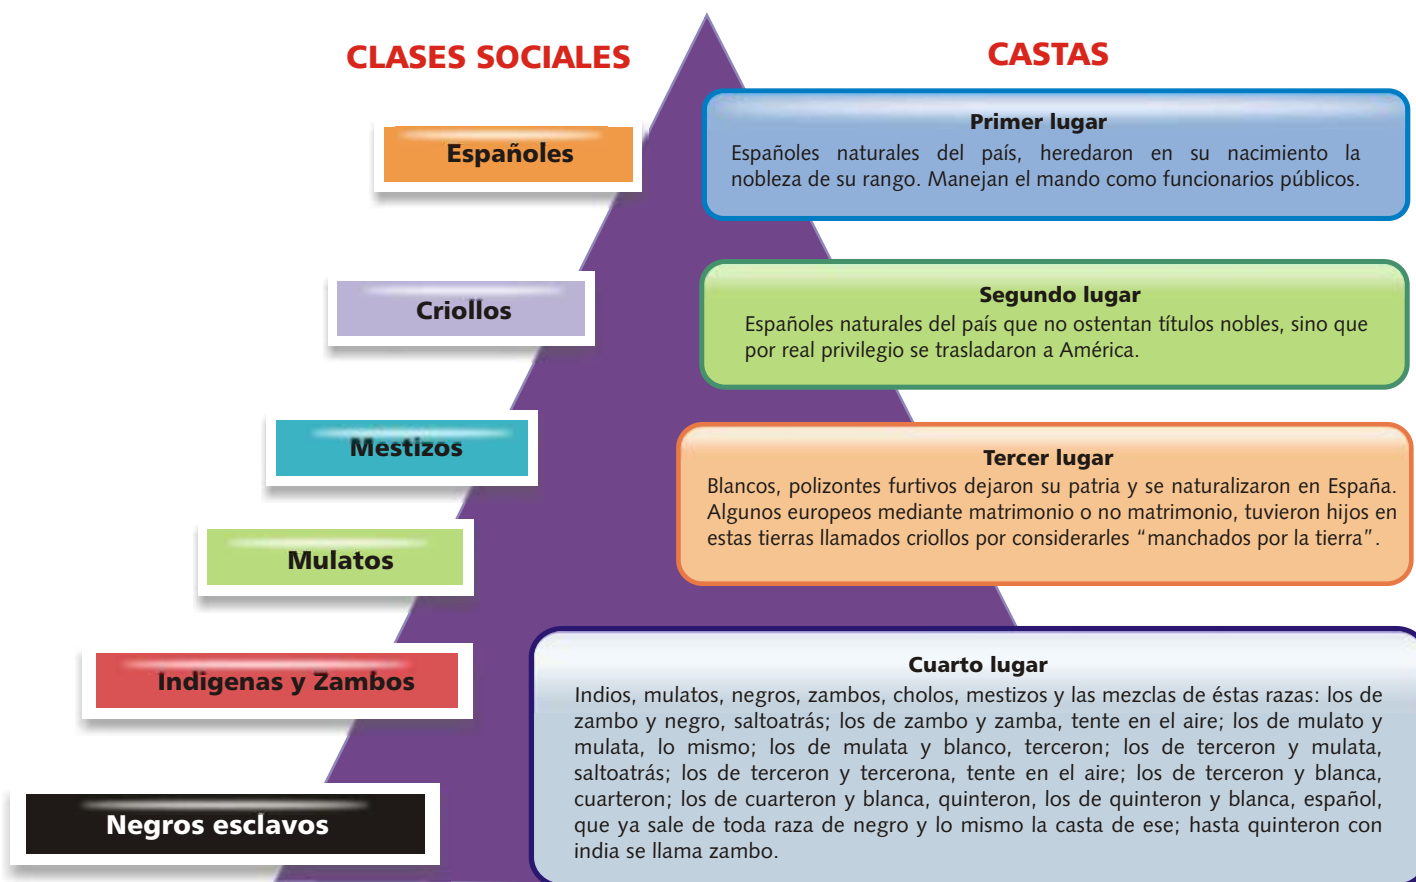 CLASES SOCIALES
CASTAS
Españoles
Criollos
Mestizos
Mulatos
Indigenas y Zambos
Negros esclavos
Primer lugar
Españoles naturales del país, heredaron en su nacimiento la
nobleza de su rango. Manejan el mando como funcionarios públicos.
Segundo lugar
Españoles naturales del país que no ostentan títulos nobles, sino que
por real privilegio se trasladaron a América.
Tercer lugar
Blancos, polizontes furtivos dejaron su patria y se naturalizaron en España.
Algunos europeos mediante matrimonio o no matrimonio, tuvieron hijos en
estas tierras llamados criollos por considerarles “manchados por la tierra”.
Cuarto lugar
Indios, mulatos, negros, zambos, cholos, mestizos y las mezclas de éstas razas: los de
zambo y negro, saltoatrás; los de zambo y zamba, tente en el aire; los de mulato y
mulata, lo mismo; los de mulata y blanco, terceron; los de terceron y mulata,
saltoatrás; los de terceron y tercerona, tente en el aire; los de terceron y blanca,
cuarteron; los de cuarteron y blanca, quinteron, los de quinteron y blanca, español,
que ya sale de toda raza de negro y lo mismo la casta de ese; hasta quinteron con
india se llama zambo.